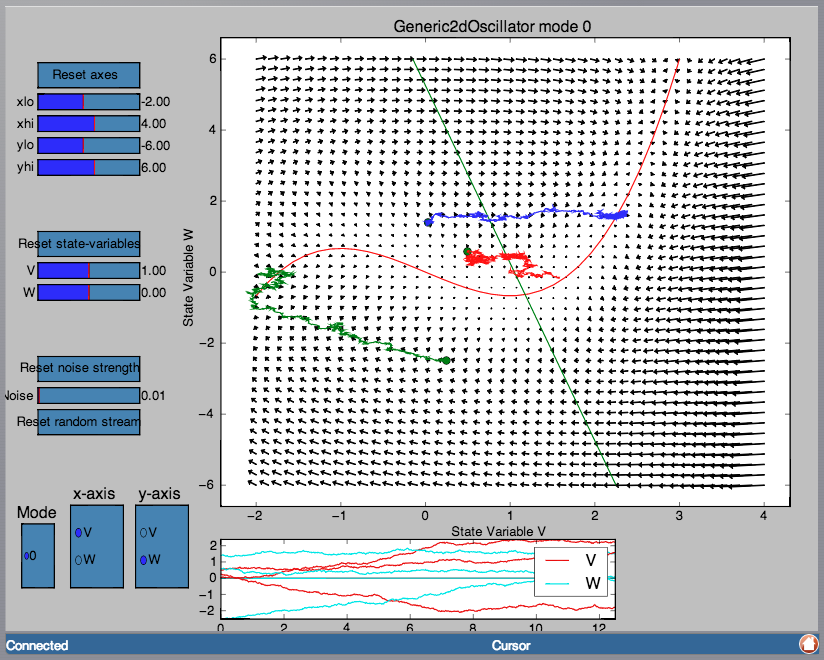 Generic2dOscillator mode 0
Reset axes
xlo -2.00
xhi 4.00
ylo -6.00
yhi 6.00
Reset state-variables
V 1.00
W 0.00
Reset noise strength
Noise 0.01
Reset random stream
Mode
0
x-axis
V
W
y-axis
V
W
State Variable W
6
4
2
0
−2
−4
−6
−2 −1 0 1 2 3 4
State Variable V
2
1
0
−1
−2
0 2 4 6 8 10 12
V
W
Connected
Cursor